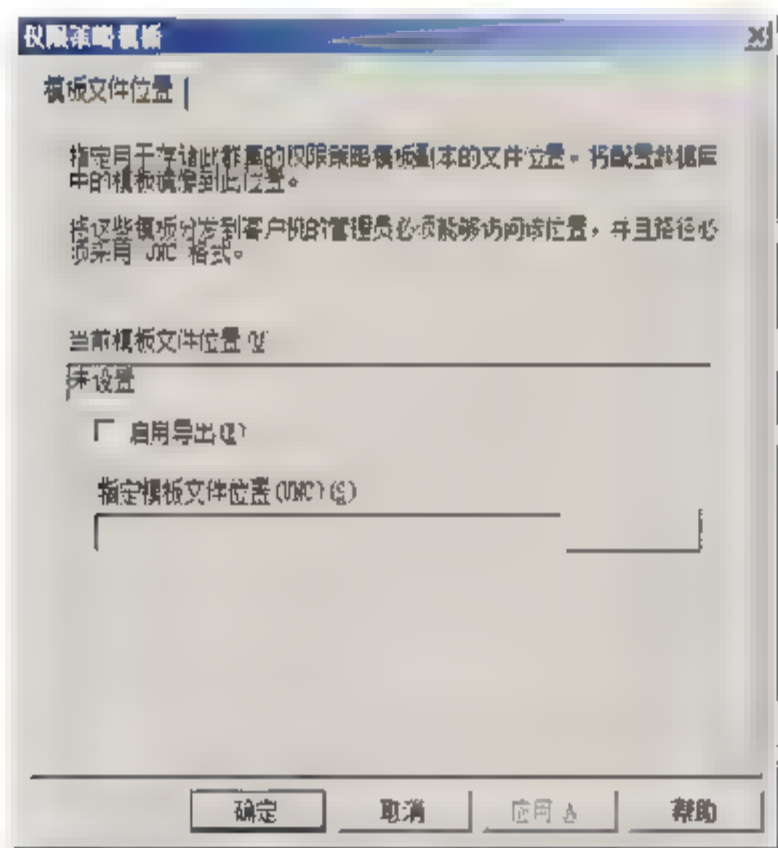 权限策略模板
模板文件位置
指定用于存储此群集的权限策略模板副本的文件位置。将配置数据库
中的模板镜像到此位置。
将这些模板分发到客户机的管理员必须能够访问该位置，并且路径必
须采用 UNC 格式。
当前模板文件位置
未设置
启用导出(E)
指定模板文件位置(UNC)(S)
确定
取消
应用 A
帮助